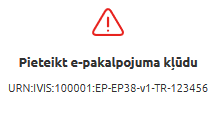 Pieteikt e-pakalpojuma kļūdu
URN:IVIS:100001:EP-EP38-v1-TR-123456